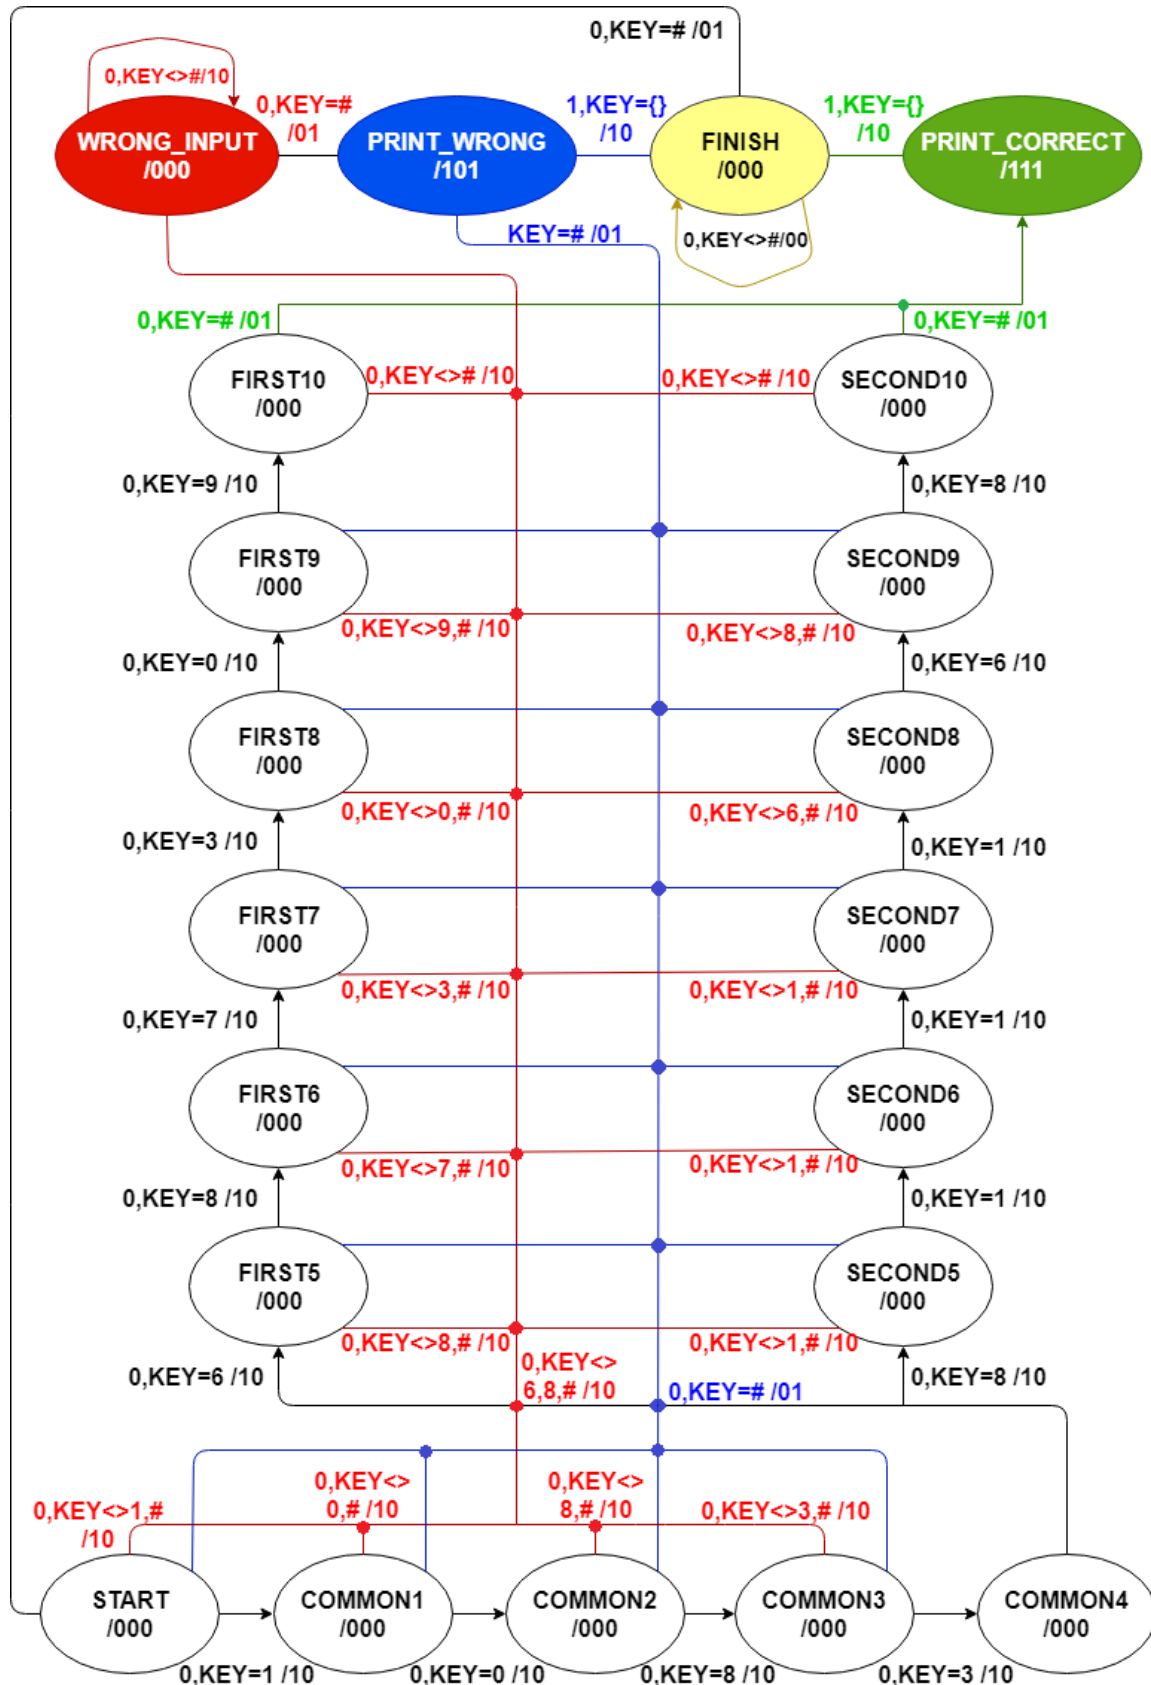 0,KEY=# /01
0,KEY<>#/10
0,KEY=#
/01
1,KEY={}
/10
1,KEY={}
/10
WRONG_INPUT
/000
PRINT_WRONG
/101
FINISH
/000
PRINT_CORRECT
/111
KEY=# /01
0,KEY<>#/00
0,KEY=# /01
0,KEY=# /01
FIRST10
/000
0,KEY<># /10
0,KEY<># /10
SECOND10
/000
0,KEY=9 /10
0,KEY=8 /10
FIRST9
/000
SECOND9
/000
0,KEY<>9,# /10
0,KEY<>8,# /10
0,KEY=0 /10
0,KEY=6 /10
FIRST8
/000
SECOND8
/000
0,KEY<>0,# /10
0,KEY<>6,# /10
0,KEY=3 /10
0,KEY=1 /10
FIRST7
/000
SECOND7
/000
0,KEY<>3,# /10
0,KEY<>1,# /10
0,KEY=7 /10
0,KEY=1 /10
FIRST6
/000
SECOND6
/000
0,KEY<>7,# /10
0,KEY<>1,# /10
0,KEY=8 /10
0,KEY=1 /10
FIRST5
/000
SECOND5
/000
0,KEY<>8,# /10
0,KEY<>1,# /10
0,KEY=6 /10
0,KEY<>
6,8,# /10
0,KEY=# /01
0,KEY=8 /10
0,KEY<>1,#
/10
0,KEY<>
0,# /10
0,KEY<>
8,# /10
0,KEY<>3,# /10
START
/000
COMMON1
/000
COMMON2
/000
COMMON3
/000
COMMON4
/000
0,KEY=1 /10
0,KEY=0 /10
0,KEY=8 /10
0,KEY=3 /10